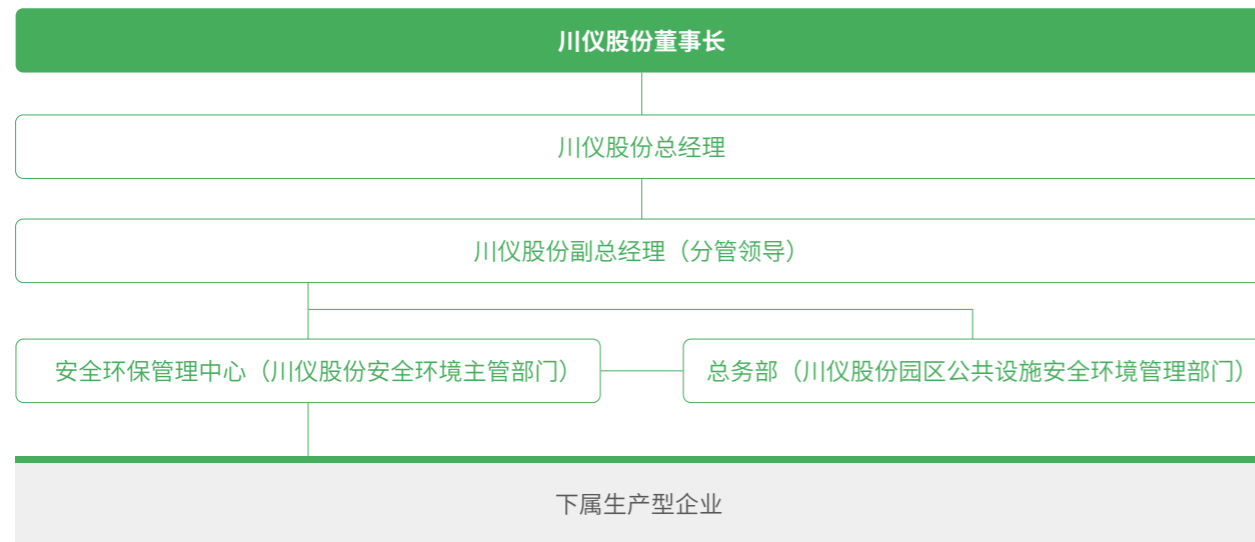 川仪股份董事长
川仪股份总经理
川仪股份副总经理（分管领导）
安全环保管理中心（川仪股份安全环境主管部门）
总务部（川仪股份园区公共设施安全环境管理部门）
下属生产型企业